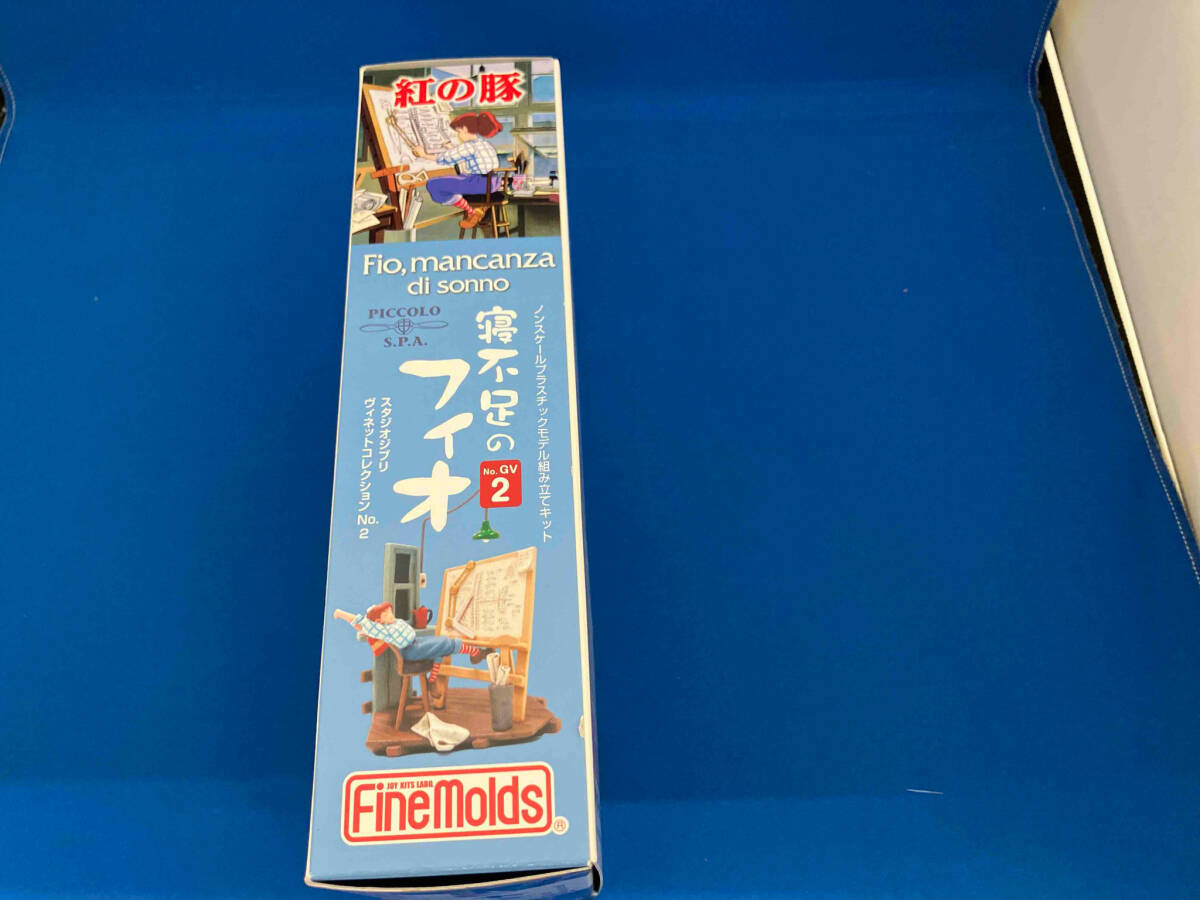 紅の豚
Fio, mancanza
di sonno
PICCOLO
S.P.A.
ノンスケールプラスチックモデル組み立てキット
寝不足の
フィオ
No. GV
2
スタジオジブリ
ヴィネットコレクション No.2
JOY KITS LABO.
FineMolds
®